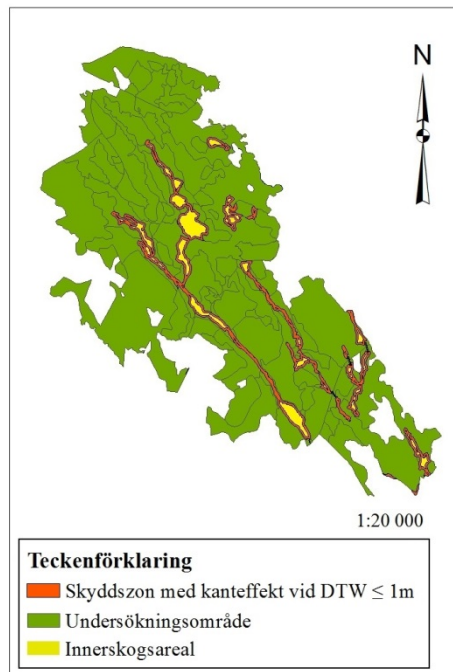 N
1:20 000
Teckenförklaring
Skyddszon med kanteffekt vid DTW ≤ 1m
Undersökningsområde
Innerskogsareal